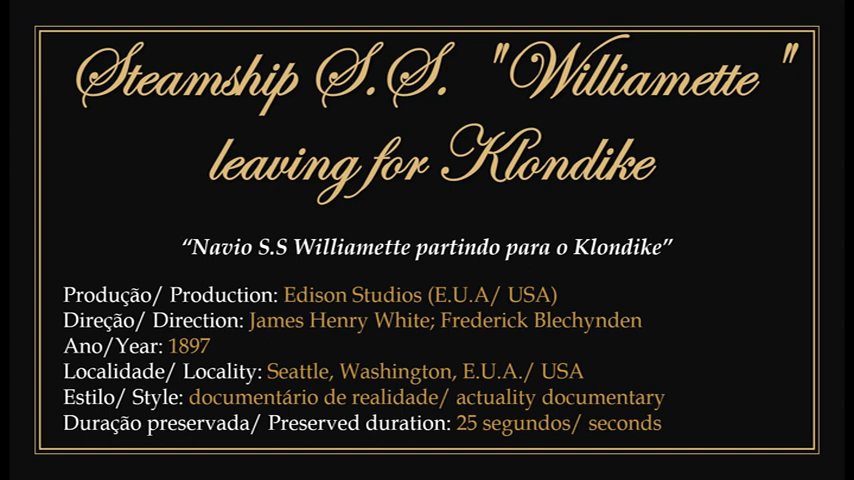 Steamship S.S. "Williamette"
leaving for Klondike
“Navio S.S Williamette partindo para o Klondike”
Produção/ Production: Edison Studios (E.U.A/ USA)
Direção/ Direction: James Henry White; Frederick Blechynden
Ano/Year: 1897
Localidade/ Locality: Seattle, Washington, E.U.A./ USA
Estilo/ Style: documentário de realidade/ actuality documentary
Duração preservada/ Preserved duration: 25 segundos/ seconds